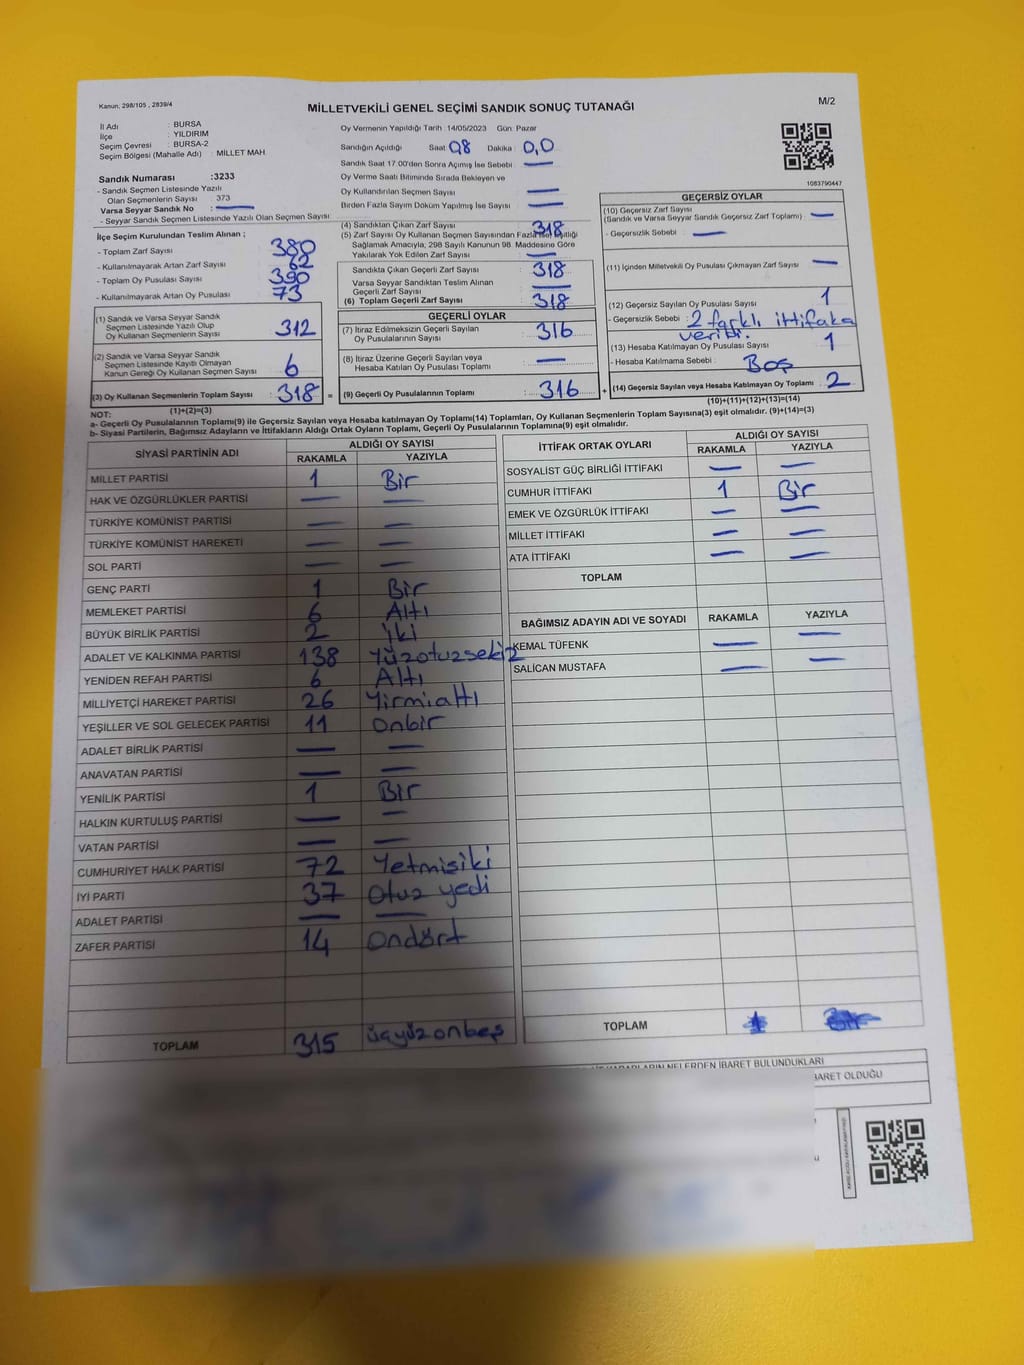 Kanun, 298/105 , 2839/4
MİLLETVEKİLİ GENEL SEÇİMİ SANDIK SONUÇ TUTANAĞI
M/2
İl Adı : BURSA
İlçe : YILDIRIM
Seçim Çevresi : BURSA-2
Seçim Bölgesi (Mahalle Adı) : MİLLET MAH
Sandık Numarası :3233
- Sandık Seçmen Listesinde Yazılı
Olan Seçmenlerin Sayısı : 373
Varsa Seyyar Sandık No : —
- Seyyar Sandık Seçmen Listesinde Yazılı Olan Seçmen Sayısı:
İlçe Seçim Kurulundan Teslim Alınan ;
- Toplam Zarf Sayısı : 380
- Kullanılmayarak Artan Zarf Sayısı : 62
- Toplam Oy Pusulası Sayısı : 390
- Kullanılmayarak Artan Oy Pusulası : 73
(1) Sandık ve Varsa Seyyar Sandık
Seçmen Listesinde Yazılı Olup
Oy Kullanan Seçmenlerin Sayısı : 312
(2) Sandık ve Varsa Seyyar Sandık
Seçmen Listesinde Kayıtlı Olmayan
Kanun Gereği Oy Kullanan Seçmen Sayısı : 6
(3) Oy Kullanan Seçmenlerin Toplam Sayısı : 318 =
(1)+(2)=(3)
Oy Vermenin Yapıldığı Tarih :14/05/2023 Gün: Pazar
Sandığın Açıldığı Saat 08 Dakika : 0,0
Sandık Saat 17:00'den Sonra Açmış İse Sebebi : —
Oy Verme Saati Bitiminde Sırada Bekleyen ve
Oy Kullandırılan Seçmen Sayısı : —
Birden Fazla Sayım Döküm Yapılmış İse Sayısı : —
(4) Sandıktan Çıkan Zarf Sayısı : 318
(5) Zarf Sayısı Oy Kullanan Seçmen Sayısından Fazla ise, Eşitliği
Sağlamak Amacıyla, 298 Sayılı Kanunun 98. Maddesine Göre
Yakılarak Yok Edilen Zarf Sayısı : —
Sandıkta Çıkan Geçerli Zarf Sayısı : 318
Varsa Seyyar Sandıktan Teslim Alınan
Geçerli Zarf Sayısı : —
(6) Toplam Geçerli Zarf Sayısı : 318
GEÇERLİ OYLAR
(7) İtiraz Edilmeksizin Geçerli Sayılan
Oy Pusulalarının Sayısı : 316
(8) İtiraz Üzerine Geçerli Sayılan veya
Hesaba Katılan Oy Pusulaları Toplamı : —
(9) Geçerli Oy Pusulalarının Toplamı : 316 +
1083790447
GEÇERSİZ OYLAR
(10) Geçersiz Zarf Sayısı
(Sandık ve Varsa Seyyar Sandık Geçersiz Zarf Toplamı) : —
- Geçersizlik Sebebi : —
(11) İçinden Milletvekili Oy Pusulası Çıkmayan Zarf Sayısı : —
(12) Geçersiz Sayılan Oy Pusulası Sayısı : 1
- Geçersizlik Sebebi : 2 farklı ittifaka
verildi.
(13) Hesaba Katılmayan Oy Pusulası Sayısı : 1
- Hesaba Katılmama Sebebi : Boş
(14) Geçersiz Sayılan veya Hesaba Katılmayan Oy Toplamı : 2
(10)+(11)+(12)+(13)=(14)
NOT:
a- Geçerli Oy Pusulalarının Toplamı(9) ile Geçersiz Sayılan veya Hesaba katılmayan Oy Toplamı(14) Toplamları, Oy Kullanan Seçmenlerin Toplam Sayısına(3) eşit olmalıdır. (9)+(14)=(3)
b- Siyasi Partilerin, Bağımsız Adayların ve İttifakların Aldığı Ortak Oyların Toplamı, Geçerli Oy Pusulalarının Toplamına(9) eşit olmalıdır.
SİYASİ PARTİNİN ADI ALDIĞI OY SAYISI
RAKAMLA YAZIYLA
MİLLET PARTİSİ 1 Bir
HAK VE ÖZGÜRLÜKLER PARTİSİ — —
TÜRKİYE KOMÜNİST PARTİSİ — —
TÜRKİYE KOMÜNİST HAREKETİ — —
SOL PARTİ — —
GENÇ PARTİ 1 Bir
MEMLEKET PARTİSİ 6 Altı
BÜYÜK BİRLİK PARTİSİ 2 İki
ADALET VE KALKINMA PARTİSİ 138 Yüzotuzsekiz
YENİDEN REFAH PARTİSİ 6 Altı
MİLLİYETÇİ HAREKET PARTİSİ 26 Yirmialtı
YEŞİLLER VE SOL GELECEK PARTİSİ 11 Onbir
ADALET BİRLİK PARTİSİ — —
ANAVATAN PARTİSİ — —
YENİLİK PARTİSİ 1 Bir
HALKIN KURTULUŞ PARTİSİ — —
VATAN PARTİSİ — —
CUMHURİYET HALK PARTİSİ 72 Yetmişiki
İYİ PARTİ 37 Otuz yedi
ADALET PARTİSİ — —
ZAFER PARTİSİ 14 Ondört
TOPLAM 315 üçyüzonbeş
İTTİFAK ORTAK OYLARI ALDIĞI OY SAYISI
RAKAMLA YAZIYLA
SOSYALİST GÜÇ BİRLİĞİ İTTİFAKI — —
CUMHUR İTTİFAKI 1 Bir
EMEK VE ÖZGÜRLÜK İTTİFAKI — —
MİLLET İTTİFAKI — —
ATA İTTİFAKI — —
TOPLAM
BAĞIMSIZ ADAYIN ADI VE SOYADI RAKAMLA YAZIYLA
KEMAL TÜFENK — —
SALİCAN MUSTAFA — —
TOPLAM
NELERDEN İBARET BULUNDUKLARI
İBARET OLDUĞU